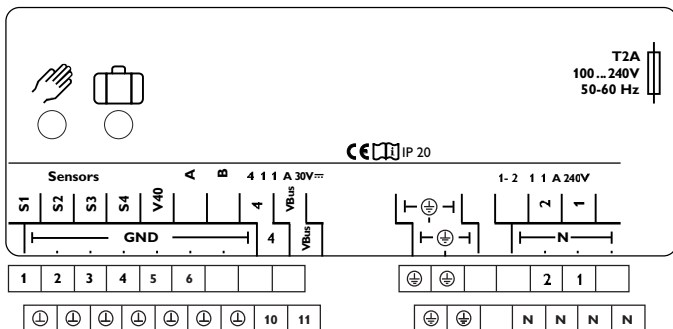 T2A
100 ... 240V
50-60 Hz
CE i IP 20
Sensors A B 4 1 1 A 30V⎓ 1- 2 1 1 A 240V
S1 S2 S3 S4 V40 4 VBus 2 1
GND 4 VBus N
1 2 3 4 5 6 2 1
10 11 N N N N